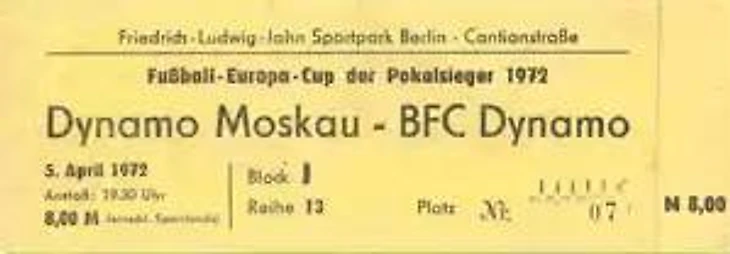 Friedrich-Ludwig-Jahn Sportpark Berlin - Cantianstraße
Fußball-Europa-Cup der Pokalsieger 1972
Dynamo Moskau - BFC Dynamo
5. April 1972
Anstoß: 19.30 Uhr
8,00 M
Block I
Reihe 13
Platz Nr. 07
M 8,00